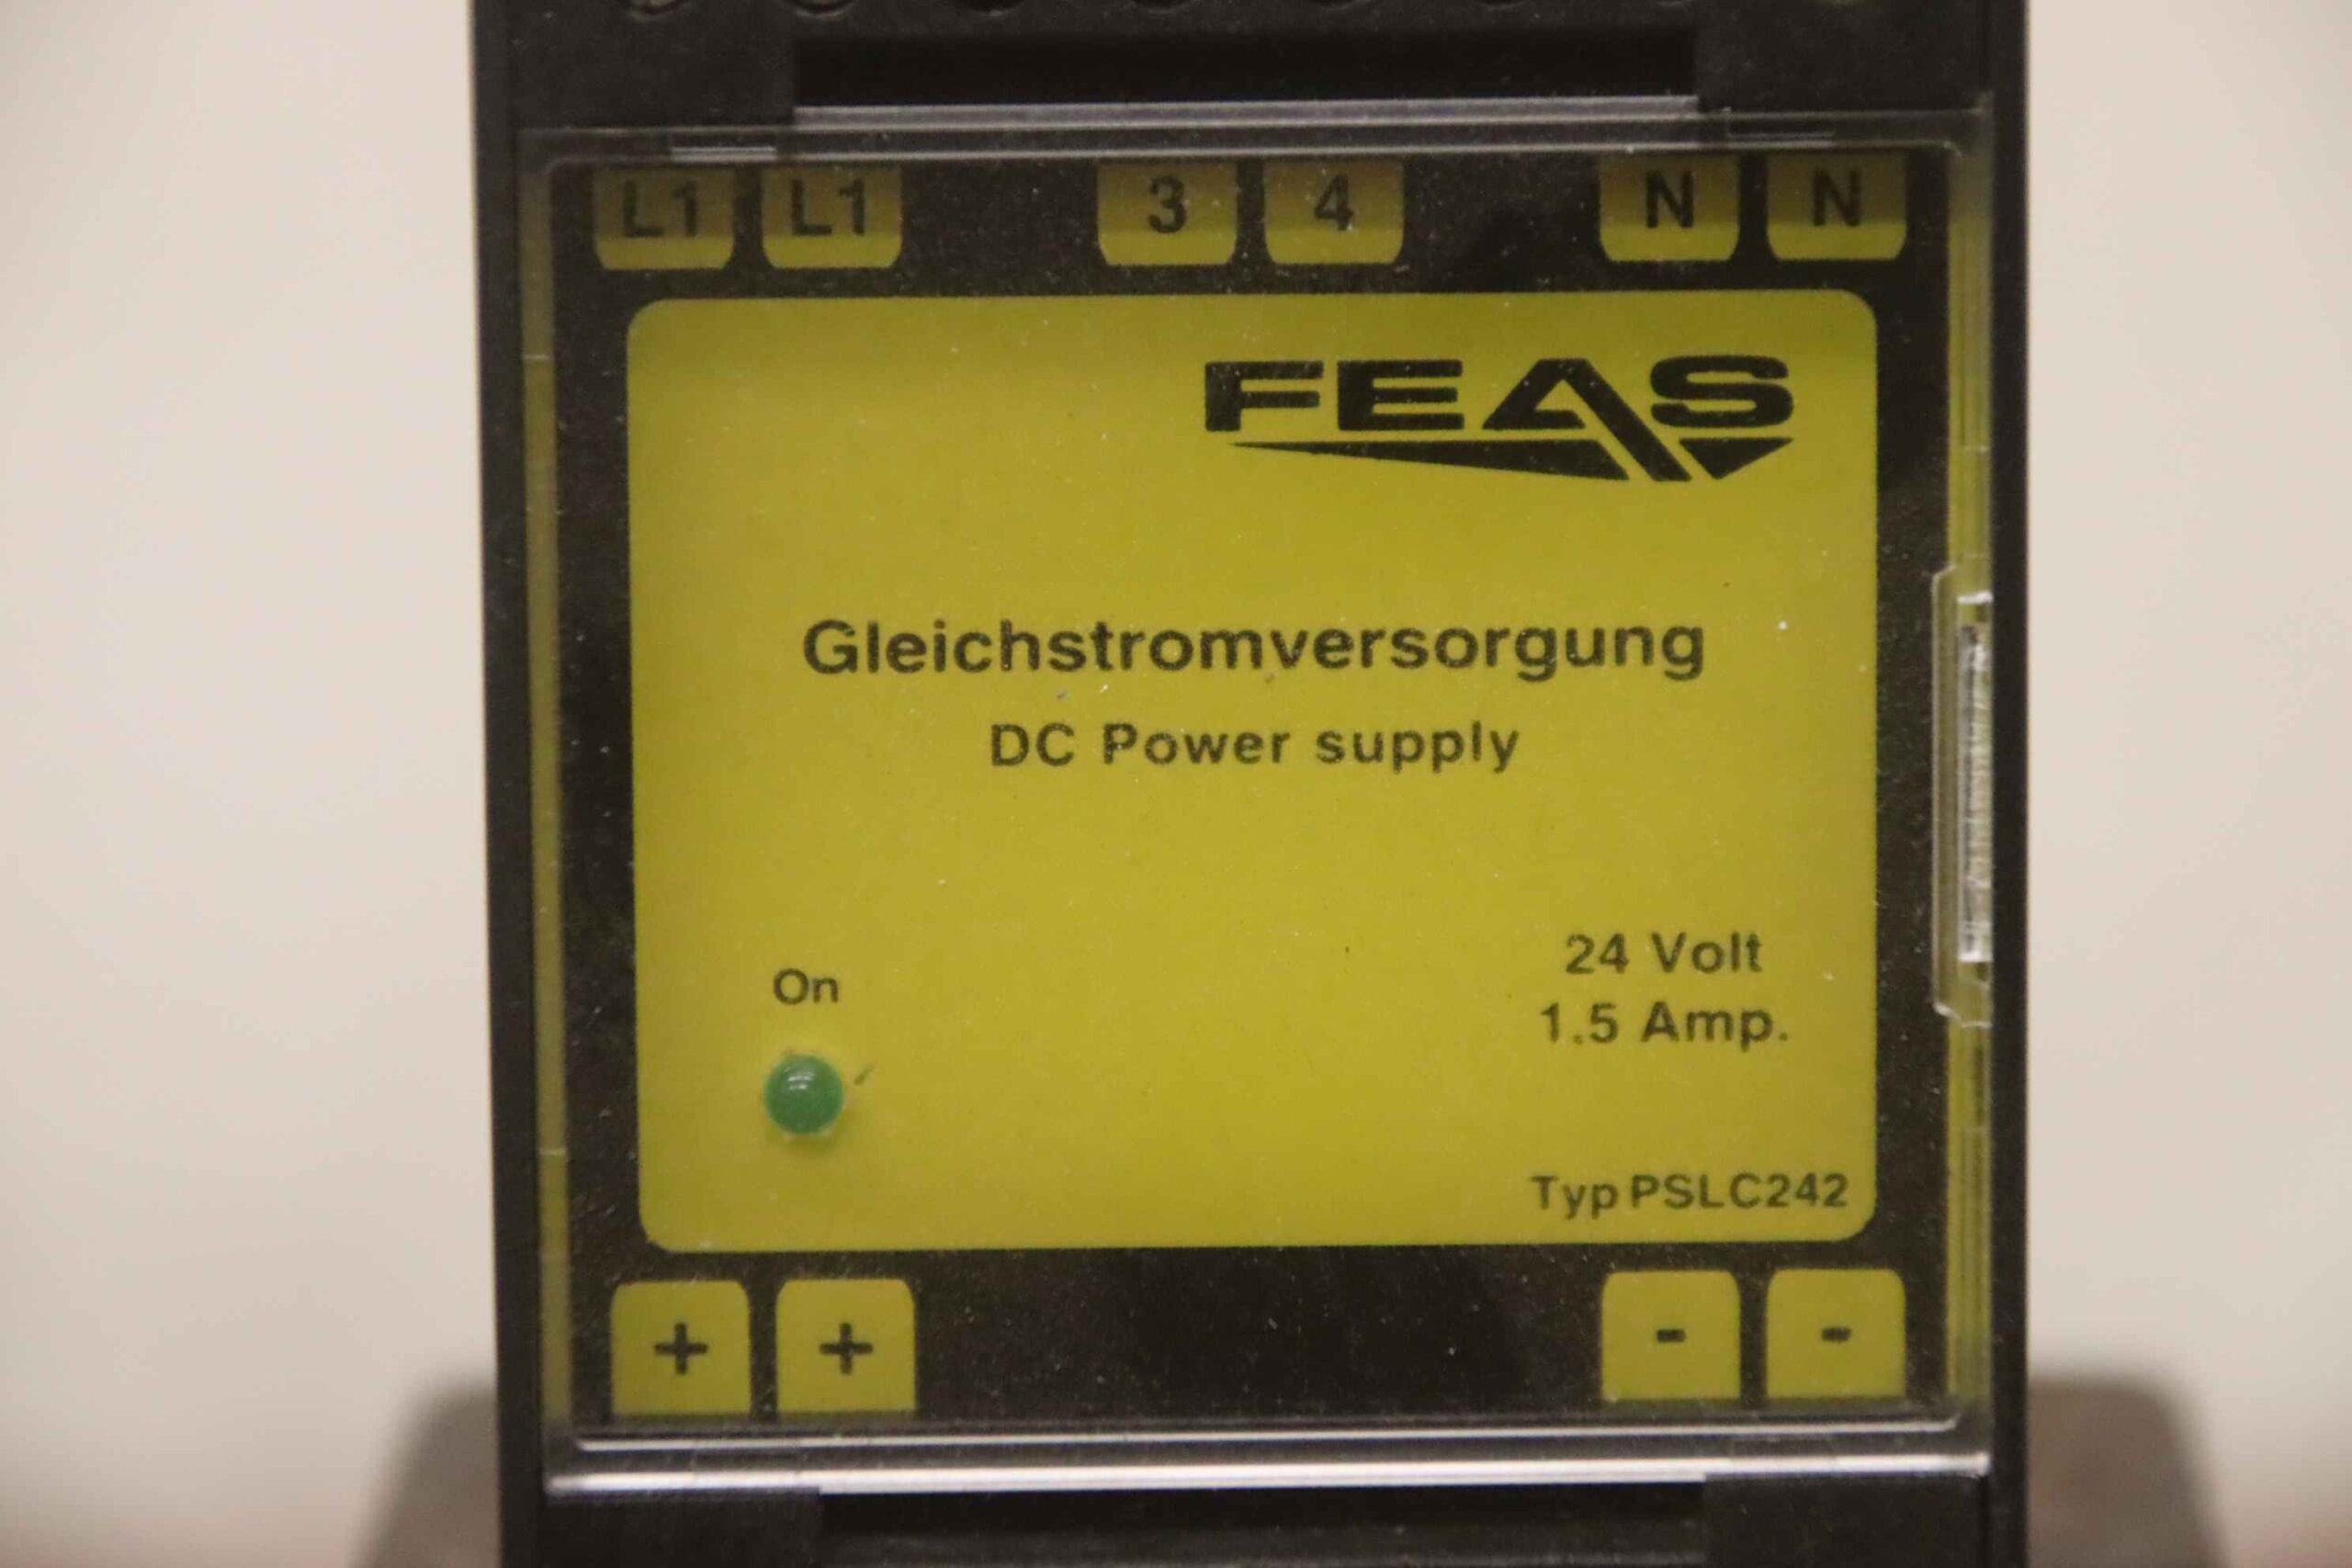 L1 L1 3 4 N N
FEAS
Gleichstromversorgung
DC Power supply
24 Volt
On
1.5 Amp.
Typ PSLC242
+ + - -